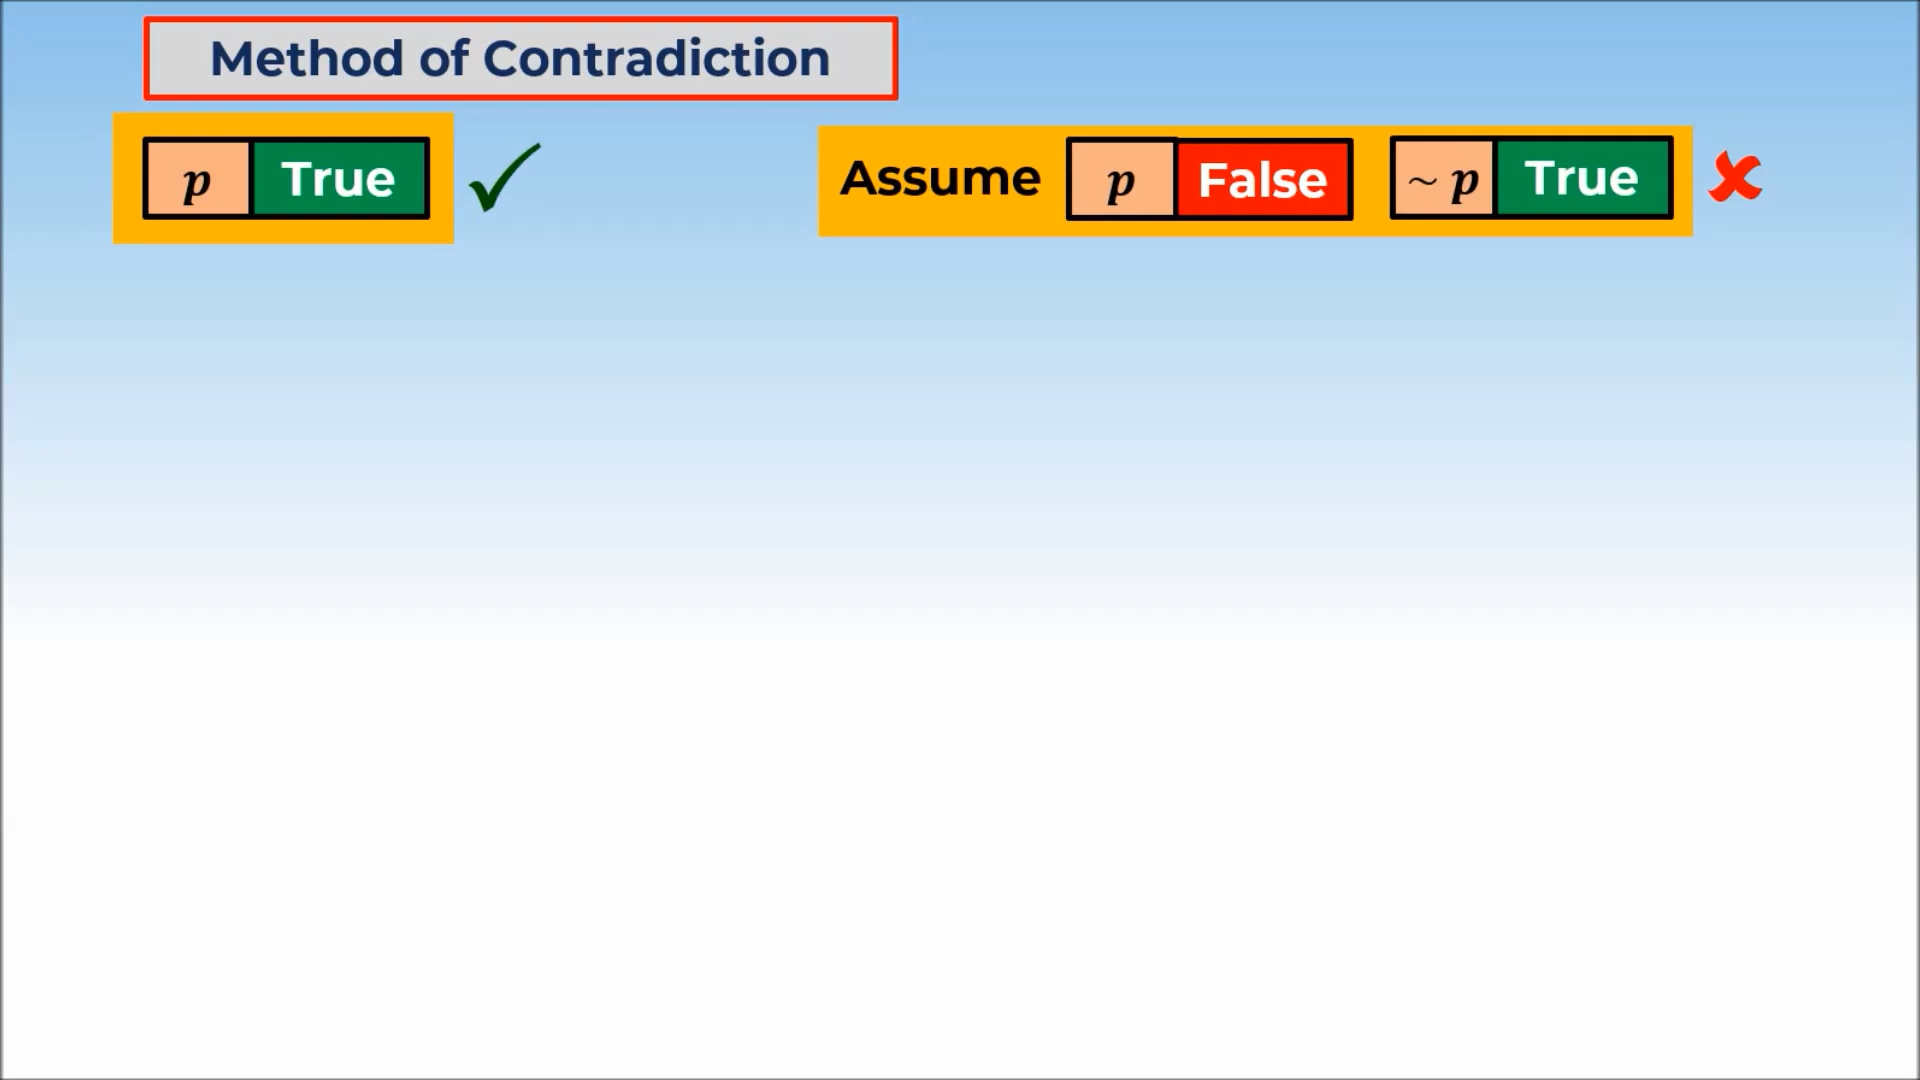 Method of Contradiction
p True ✓ Assume p False ~ p True ✘